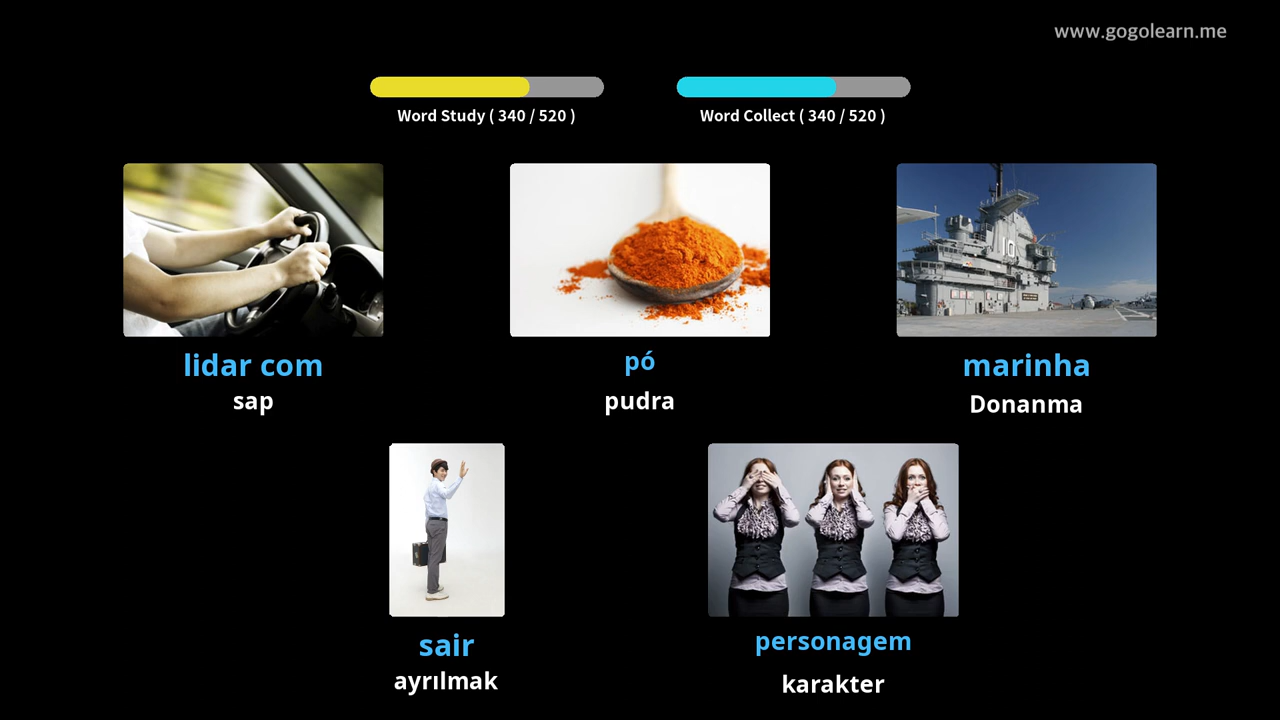 www.gogolearn.me
Word Study ( 340 / 520 )
Word Collect ( 340 / 520 )
lidar com
sap
pó
pudra
16
marinha
Donanma
sair
ayrılmak
personagem
karakter